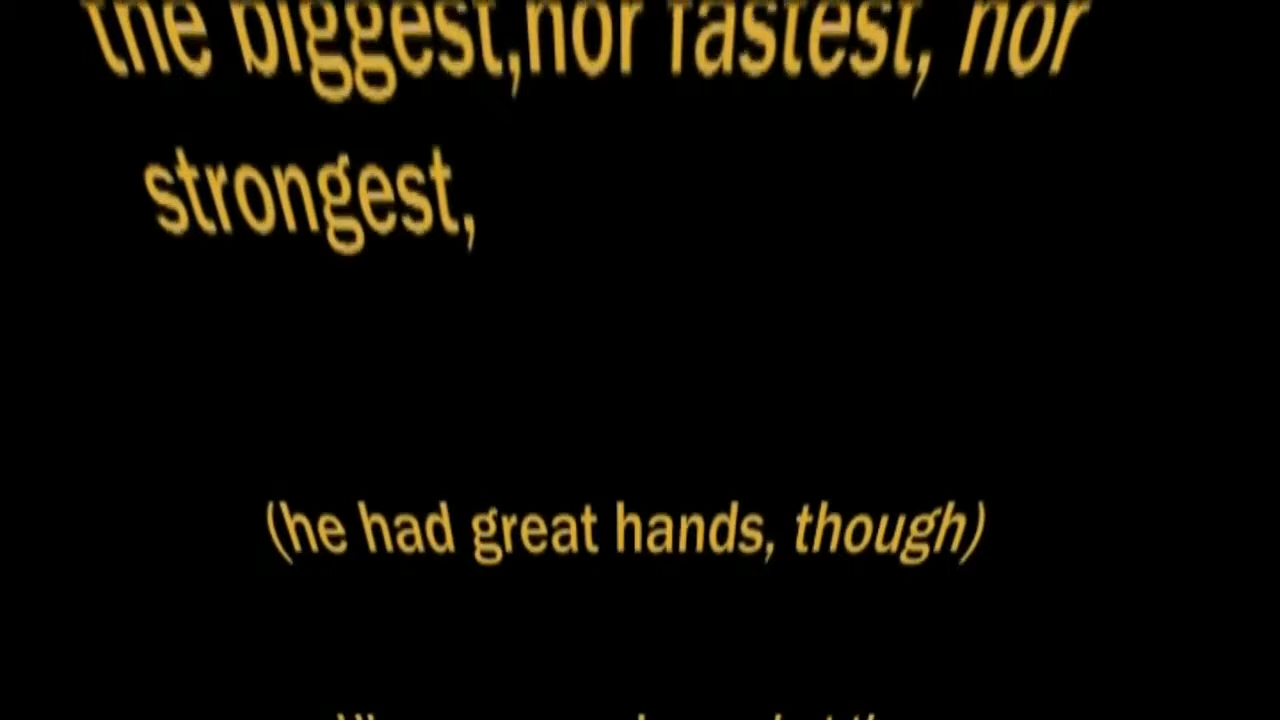 the biggest,nor fastest, nor
strongest,
(he had great hands, though)